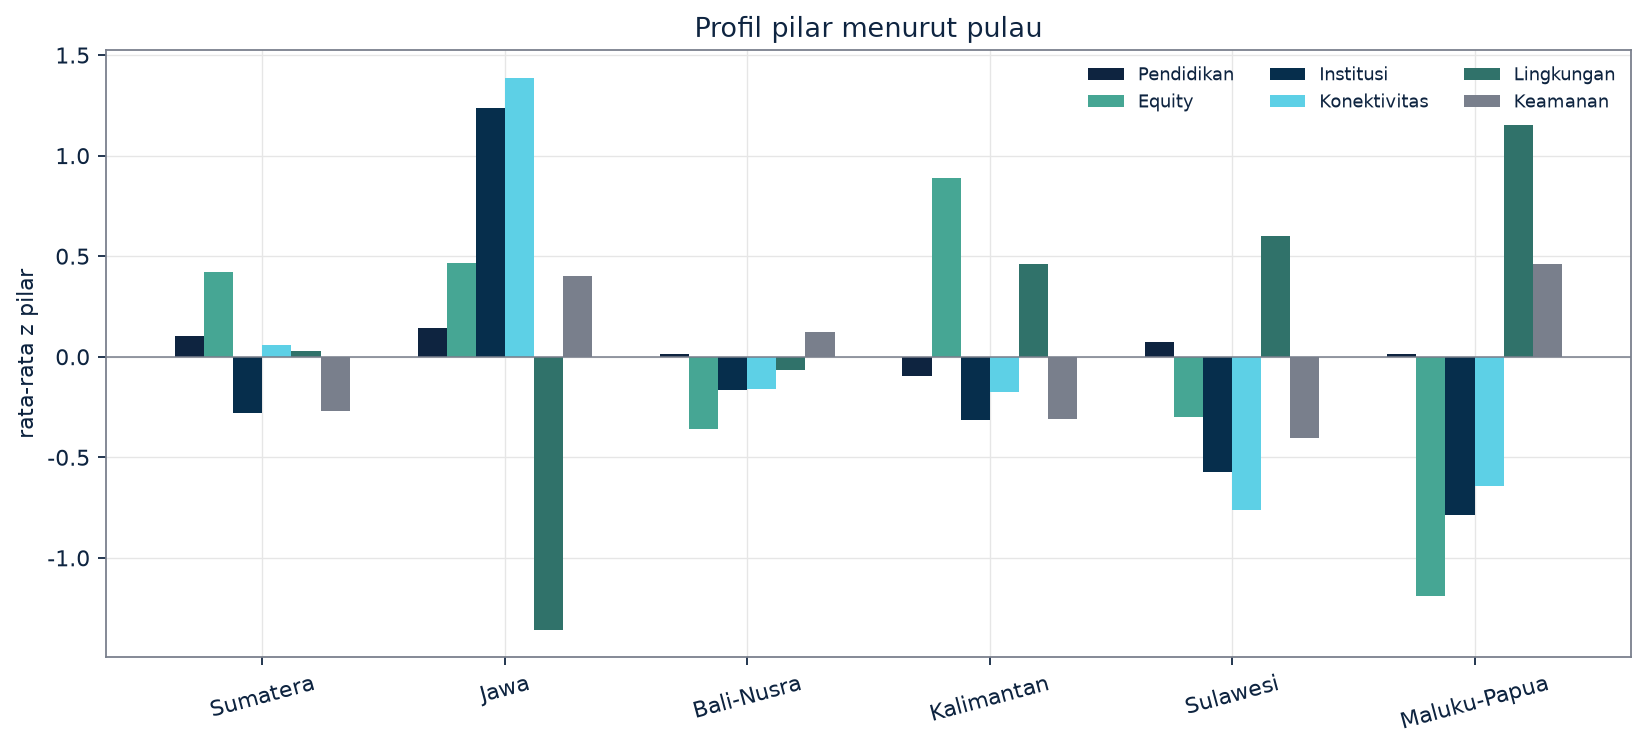 Profil pilar menurut pulau
Pendidikan
Equity
Institusi
Konektivitas
Lingkungan
Keamanan
rata-rata z pilar
1.5
1.0
0.5
0.0
-0.5
-1.0
Sumatera
Jawa
Bali-Nusra
Kalimantan
Sulawesi
Maluku-Papua